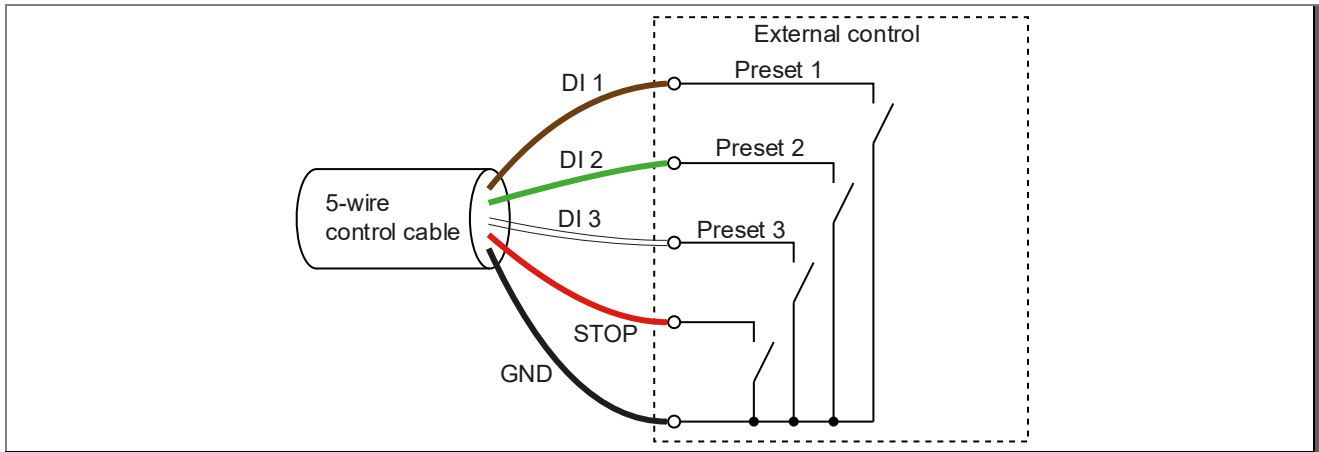 External control
DI 1
Preset 1
DI 2
Preset 2
5-wire
control cable
DI 3
Preset 3
STOP
GND